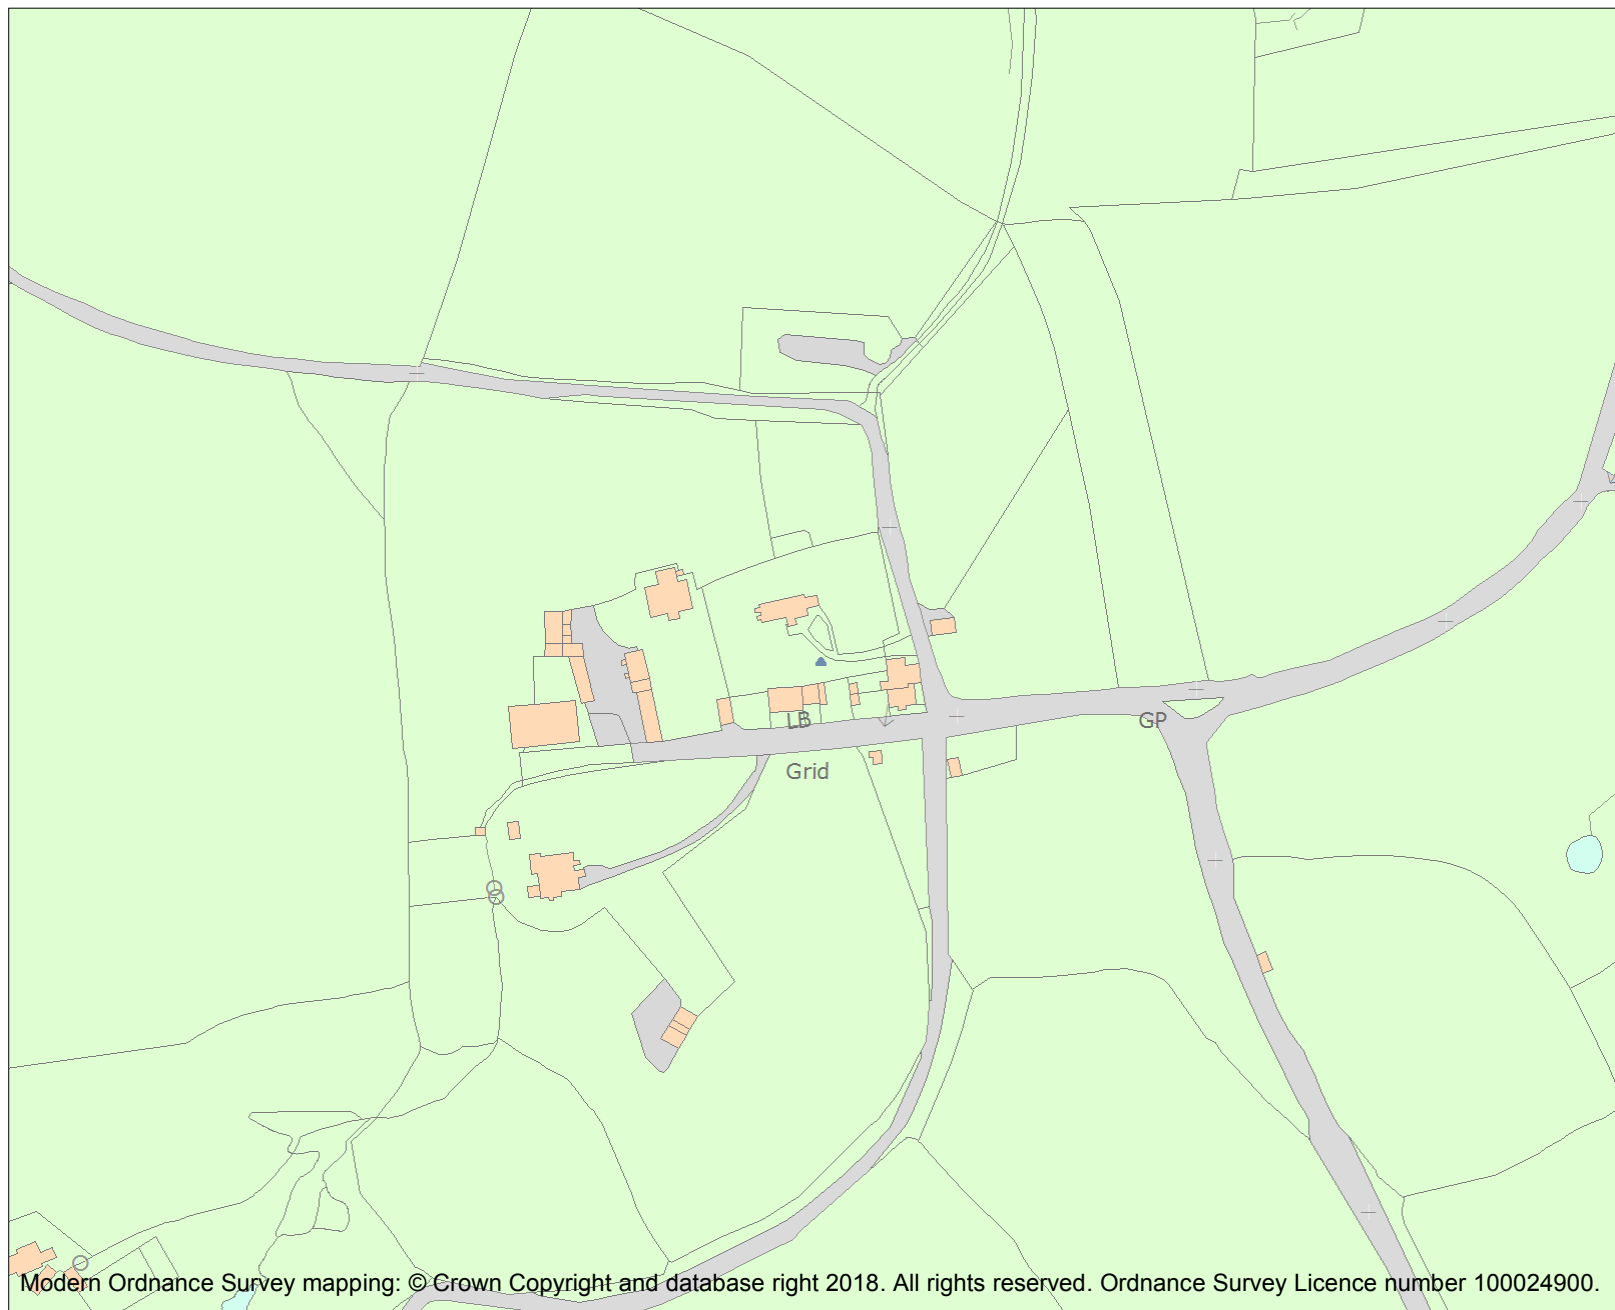 LB
GP
Grid
Modern Ordnance Survey mapping: © Crown Copyright and database right 2018. All rights reserved. Ordnance Survey Licence number 100024900.